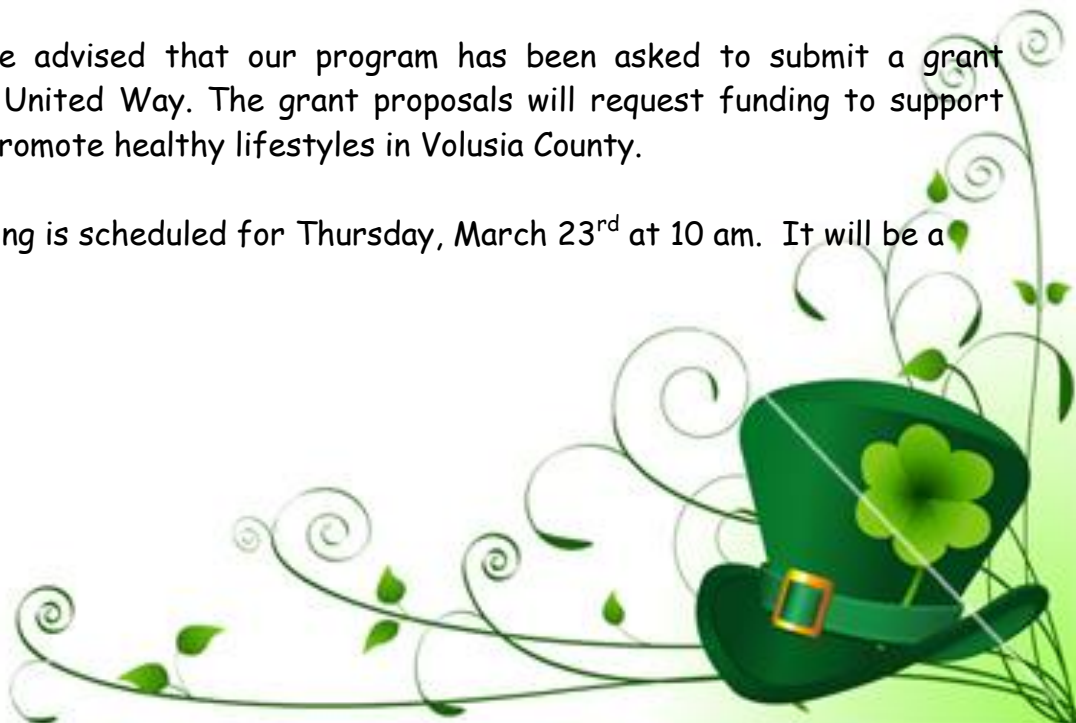 e advised that our program has been asked to submit a grant
United Way. The grant proposals will request funding to support
romote healthy lifestyles in Volusia County.
ng is scheduled for Thursday, March 23rd at 10 am. It will be a